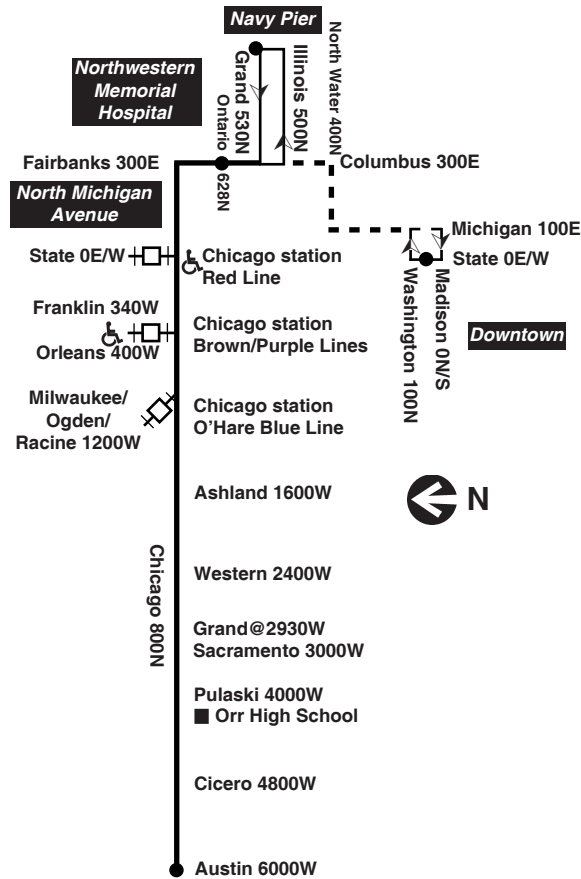 Navy Pier
Northwestern
Memorial
Hospital
Grand 530N
Illinois 500N
North Water 400N
Ontario
628N
Fairbanks 300E
Columbus 300E
North Michigan
Avenue
Michigan 100E
State 0E/W
Chicago station
Red Line
State 0E/W
Washington 100N
Madison 0N/S
Downtown
Franklin 340W
Orleans 400W
Chicago station
Brown/Purple Lines
Milwaukee/
Ogden/
Racine 1200W
Chicago station
O'Hare Blue Line
Ashland 1600W
N
Chicago 800N
Western 2400W
Grand@2930W
Sacramento 3000W
Pulaski 4000W
Orr High School
Cicero 4800W
Austin 6000W